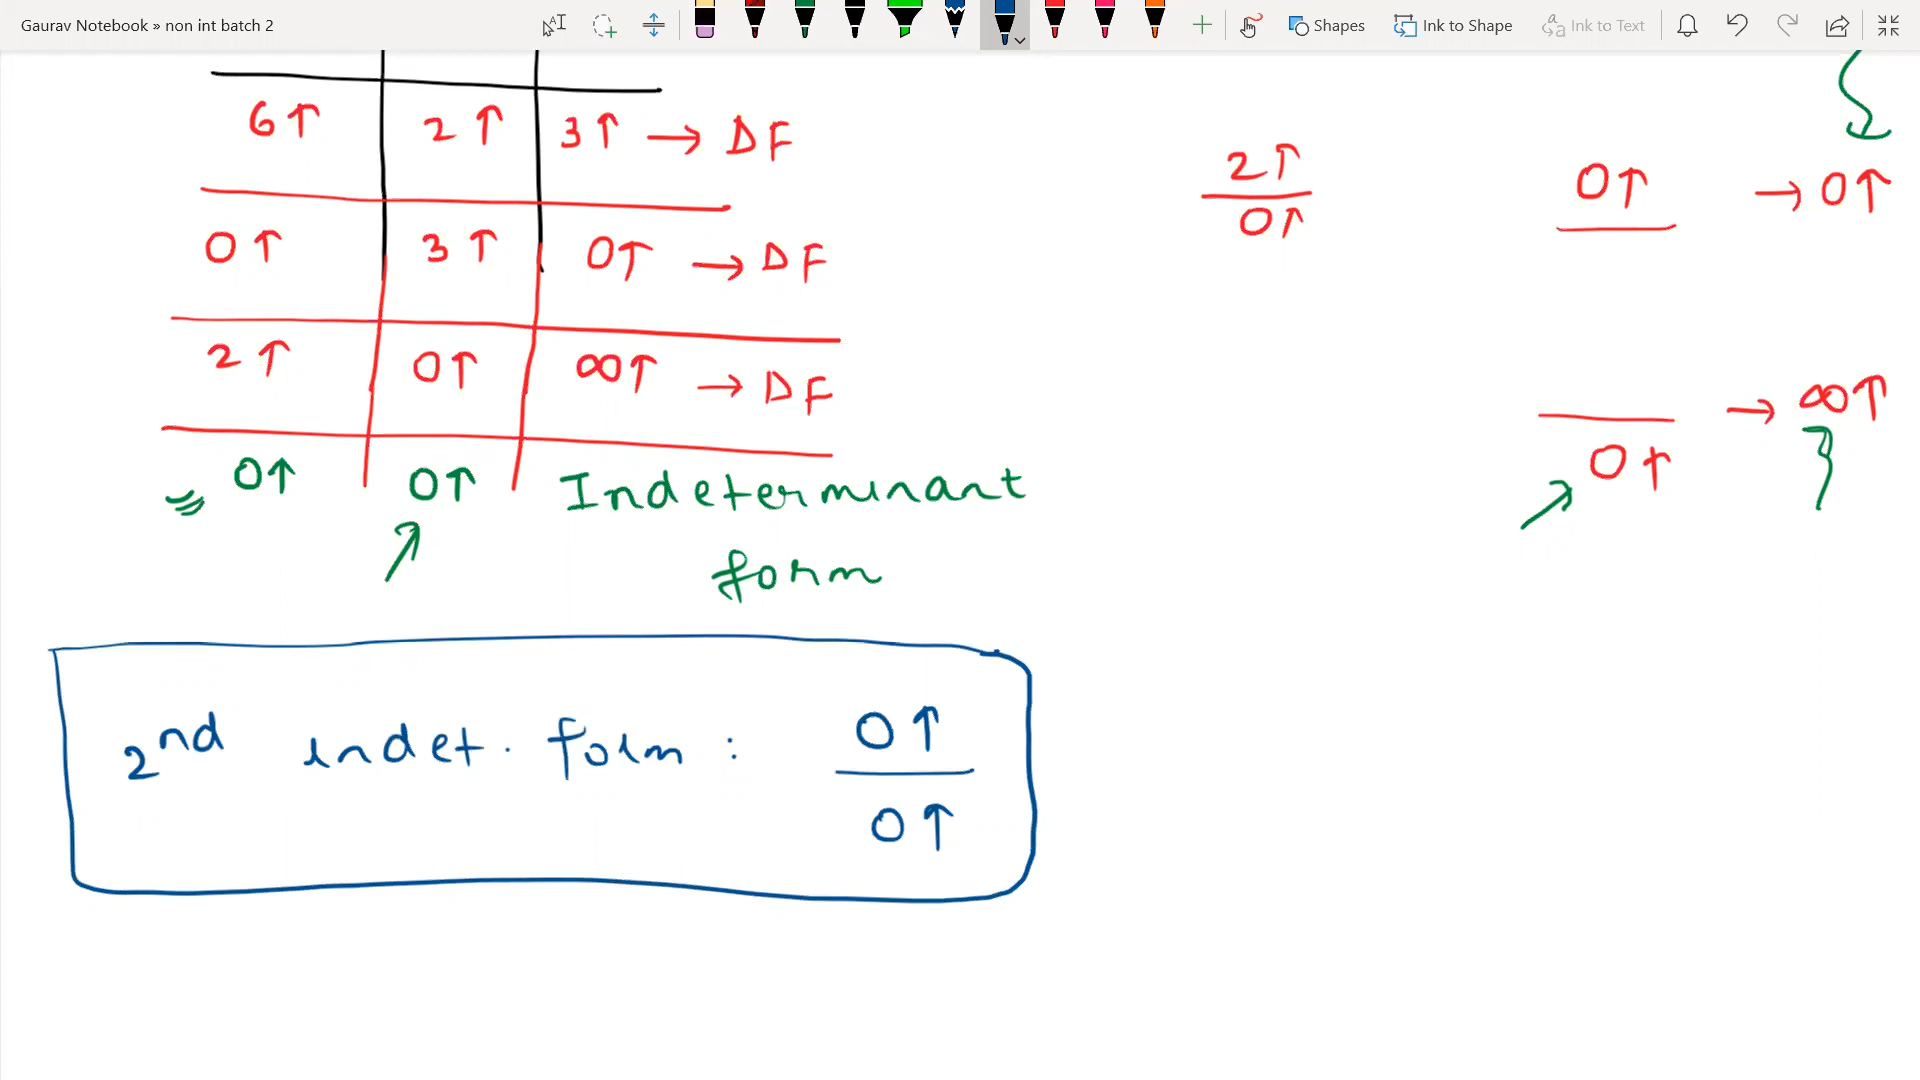 Gaurav Notebook » non int batch 2
Shapes
Ink to Shape
Ink to Text
6↑ 2↑ 3↑ → DF
0↑ 3↑ 0↑ → DF
2↑ 0↑ ∞↑ → DF
0↑ 0↑ Indeterminant
form
2↑
0↑
0↑ → 0↑
→ ∞↑
0↑
2nd indet. form : 0↑
0↑